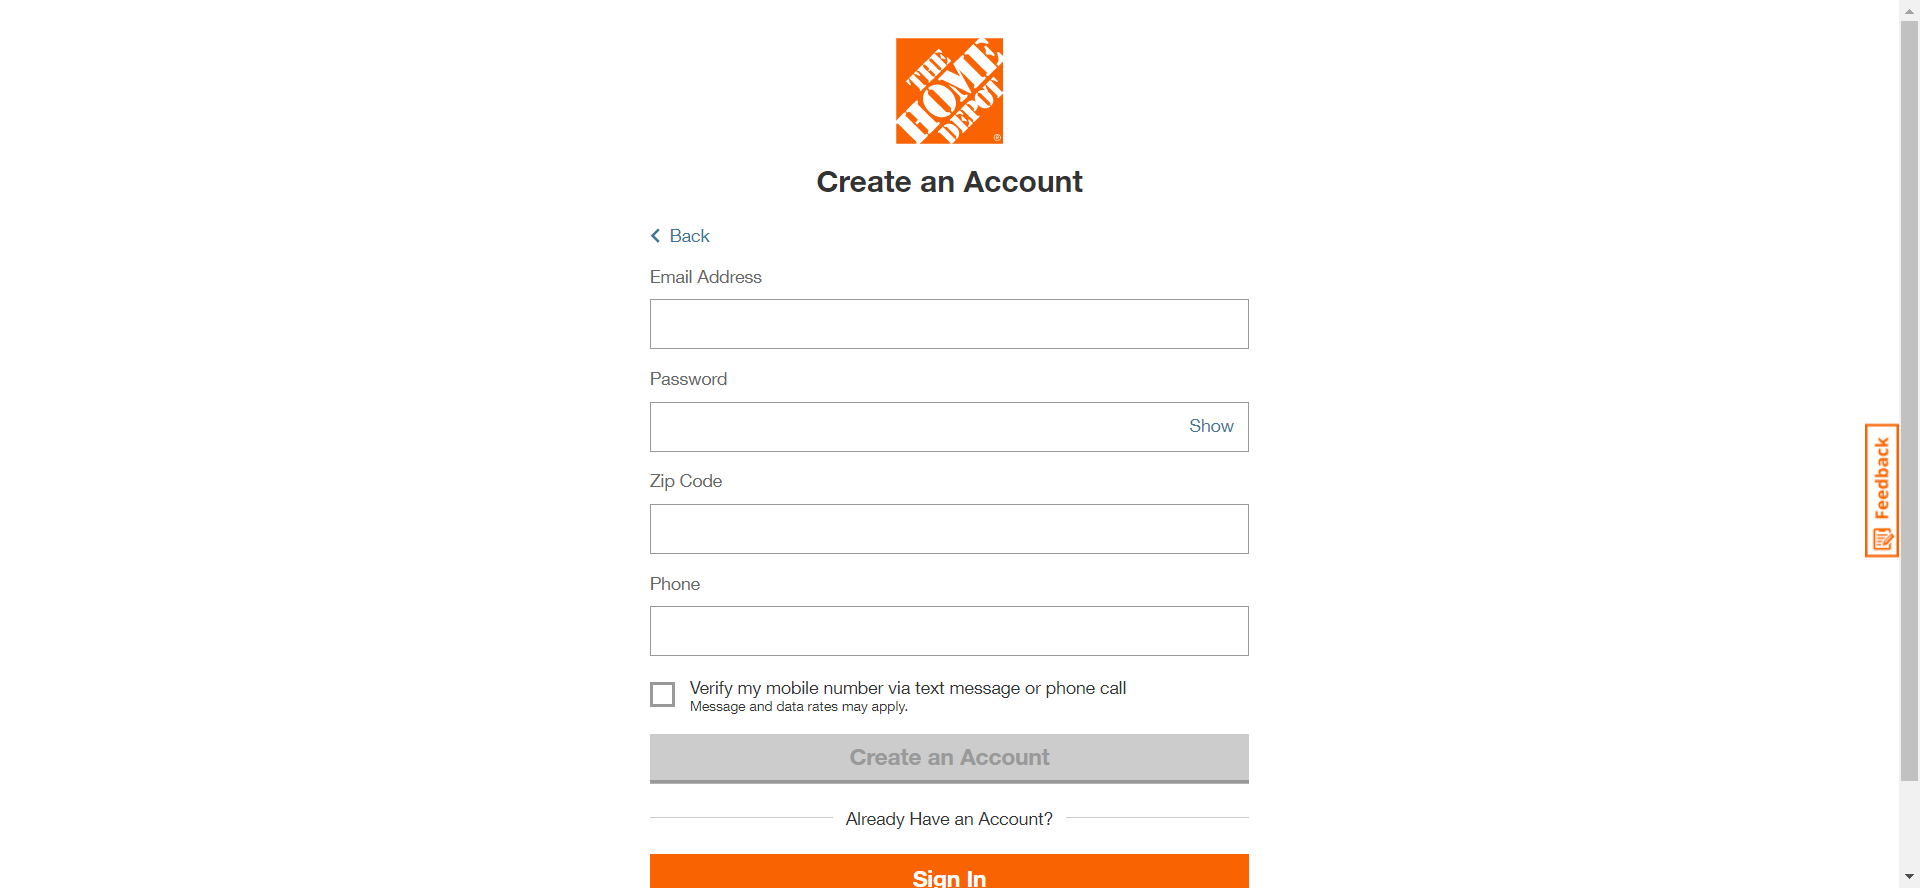 THE
HOME
DEPOT
®
Create an Account
Back
Email Address
Password
Show
Zip Code
Phone
Verify my mobile number via text message or phone call
Message and data rates may apply.
Create an Account
Already Have an Account?
Sign In
Feedback